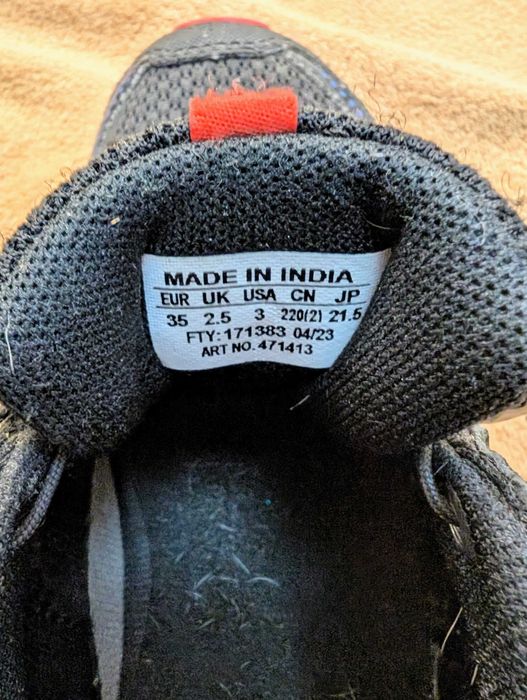 MADE IN INDIA
EUR UK USA CN JP
35 2.5 3 220(2) 21.5
FTY: 171383 04/23
ART NO. 471413